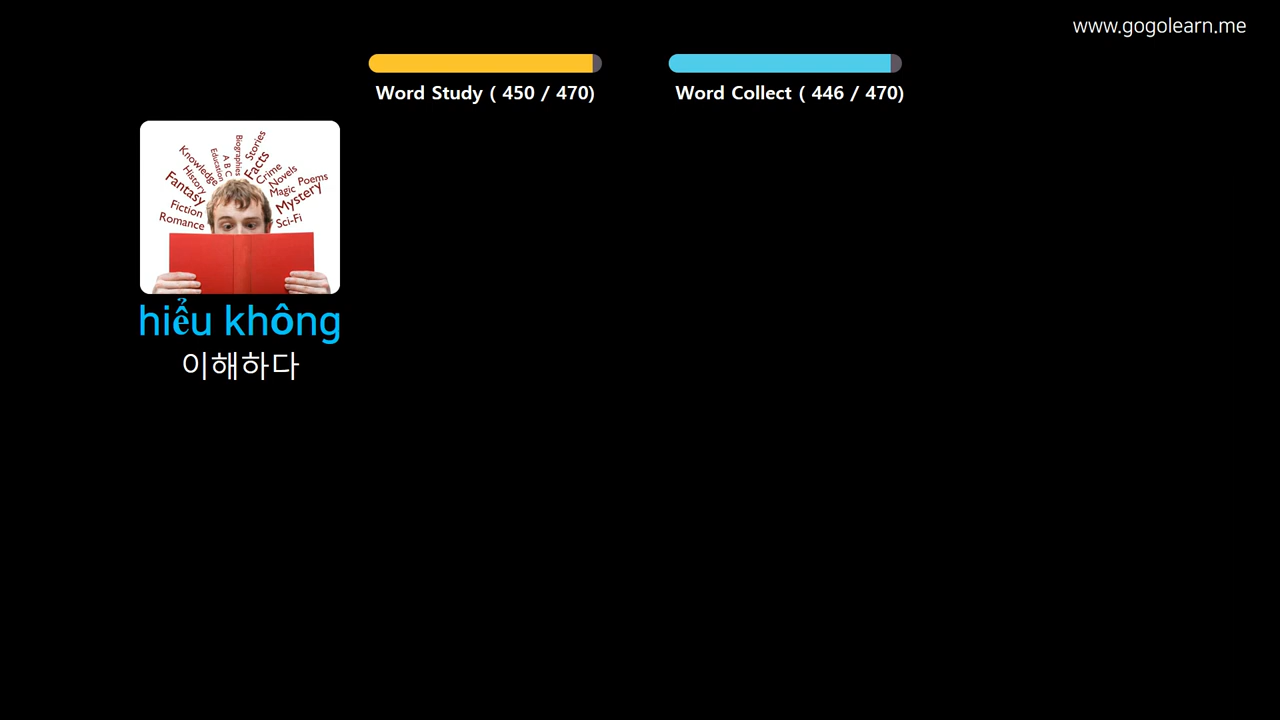 www.gogolearn.me
Word Study ( 450 / 470)
Word Collect ( 446 / 470)
Knowledge
History
Fantasy
Fiction
Romance
Education
A B C
Biographies
Stories
Facts
Crime
Novels
Magic
Poems
Mystery
Sci-Fi
hiểu không
이해하다